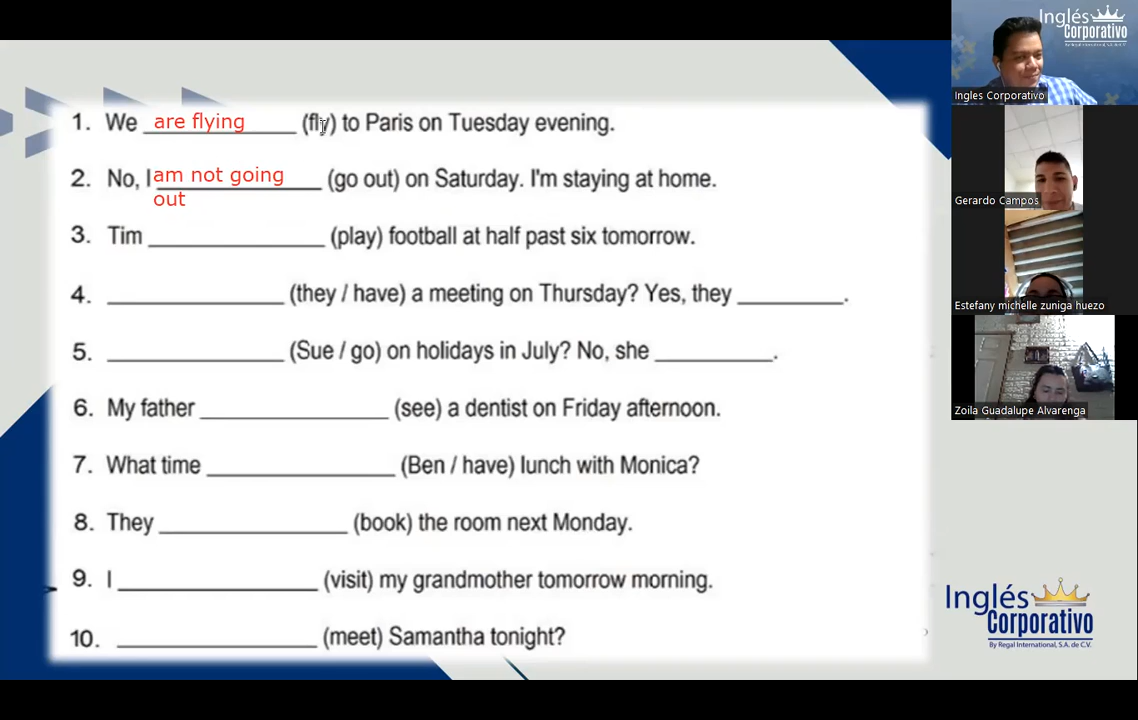 1. We are flying (fly) to Paris on Tuesday evening.
2. No, I am not going out (go out) on Saturday. I'm staying at home.
3. Tim ____________ (play) football at half past six tomorrow.
4. ____________ (they / have) a meeting on Thursday? Yes, they ________.
5. ____________ (Sue / go) on holidays in July? No, she ________.
6. My father ____________ (see) a dentist on Friday afternoon.
7. What time ____________ (Ben / have) lunch with Monica?
8. They ____________ (book) the room next Monday.
9. I ____________ (visit) my grandmother tomorrow morning.
10. ____________ (meet) Samantha tonight?
Inglés
Corporativo
By Regal International, S.A. de C.V.
Inglés
Corporativo
By Regal International, S.A. de C.V.
Ingles Corporativo
Gerardo Campos
Estefany michelle zuniga huezo
Zoila Guadalupe Alvarenga